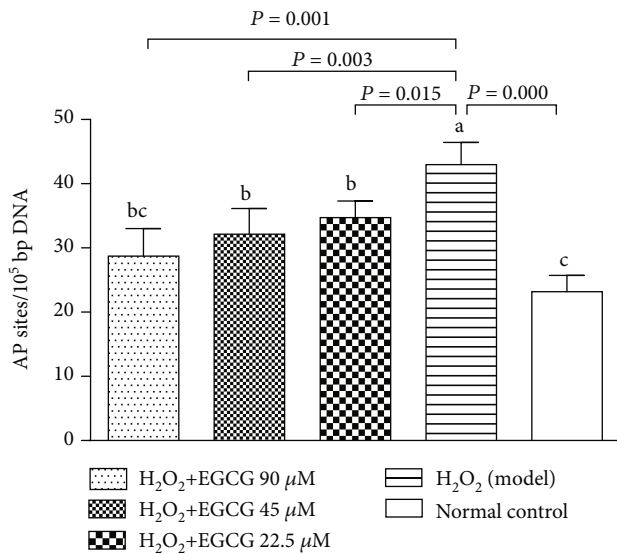 P = 0.001
P = 0.003
P = 0.015 P = 0.000
50
40
30
20
10
0
AP sites/10⁵ bp DNA
bc
b
b
a
c
H₂O₂+EGCG 90 μM
H₂O₂+EGCG 45 μM
H₂O₂+EGCG 22.5 μM
H₂O₂ (model)
Normal control